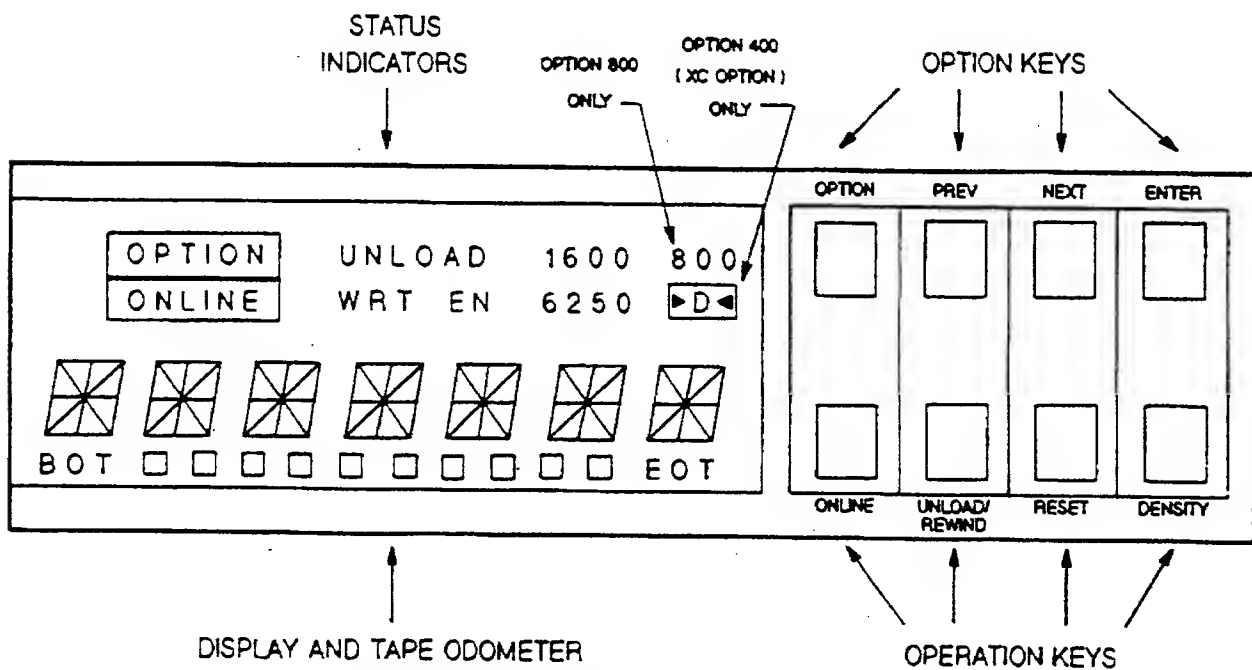 STATUS
INDICATORS
OPTION 800
ONLY
OPTION 400
( XC OPTION )
ONLY
OPTION KEYS
OPTION PREV NEXT ENTER
OPTION UNLOAD 1600 800
ONLINE WRT EN 6250 ►D◄
BOT EOT
ONLINE UNLOAD/
REWIND RESET DENSITY
DISPLAY AND TAPE ODOMETER
OPERATION KEYS